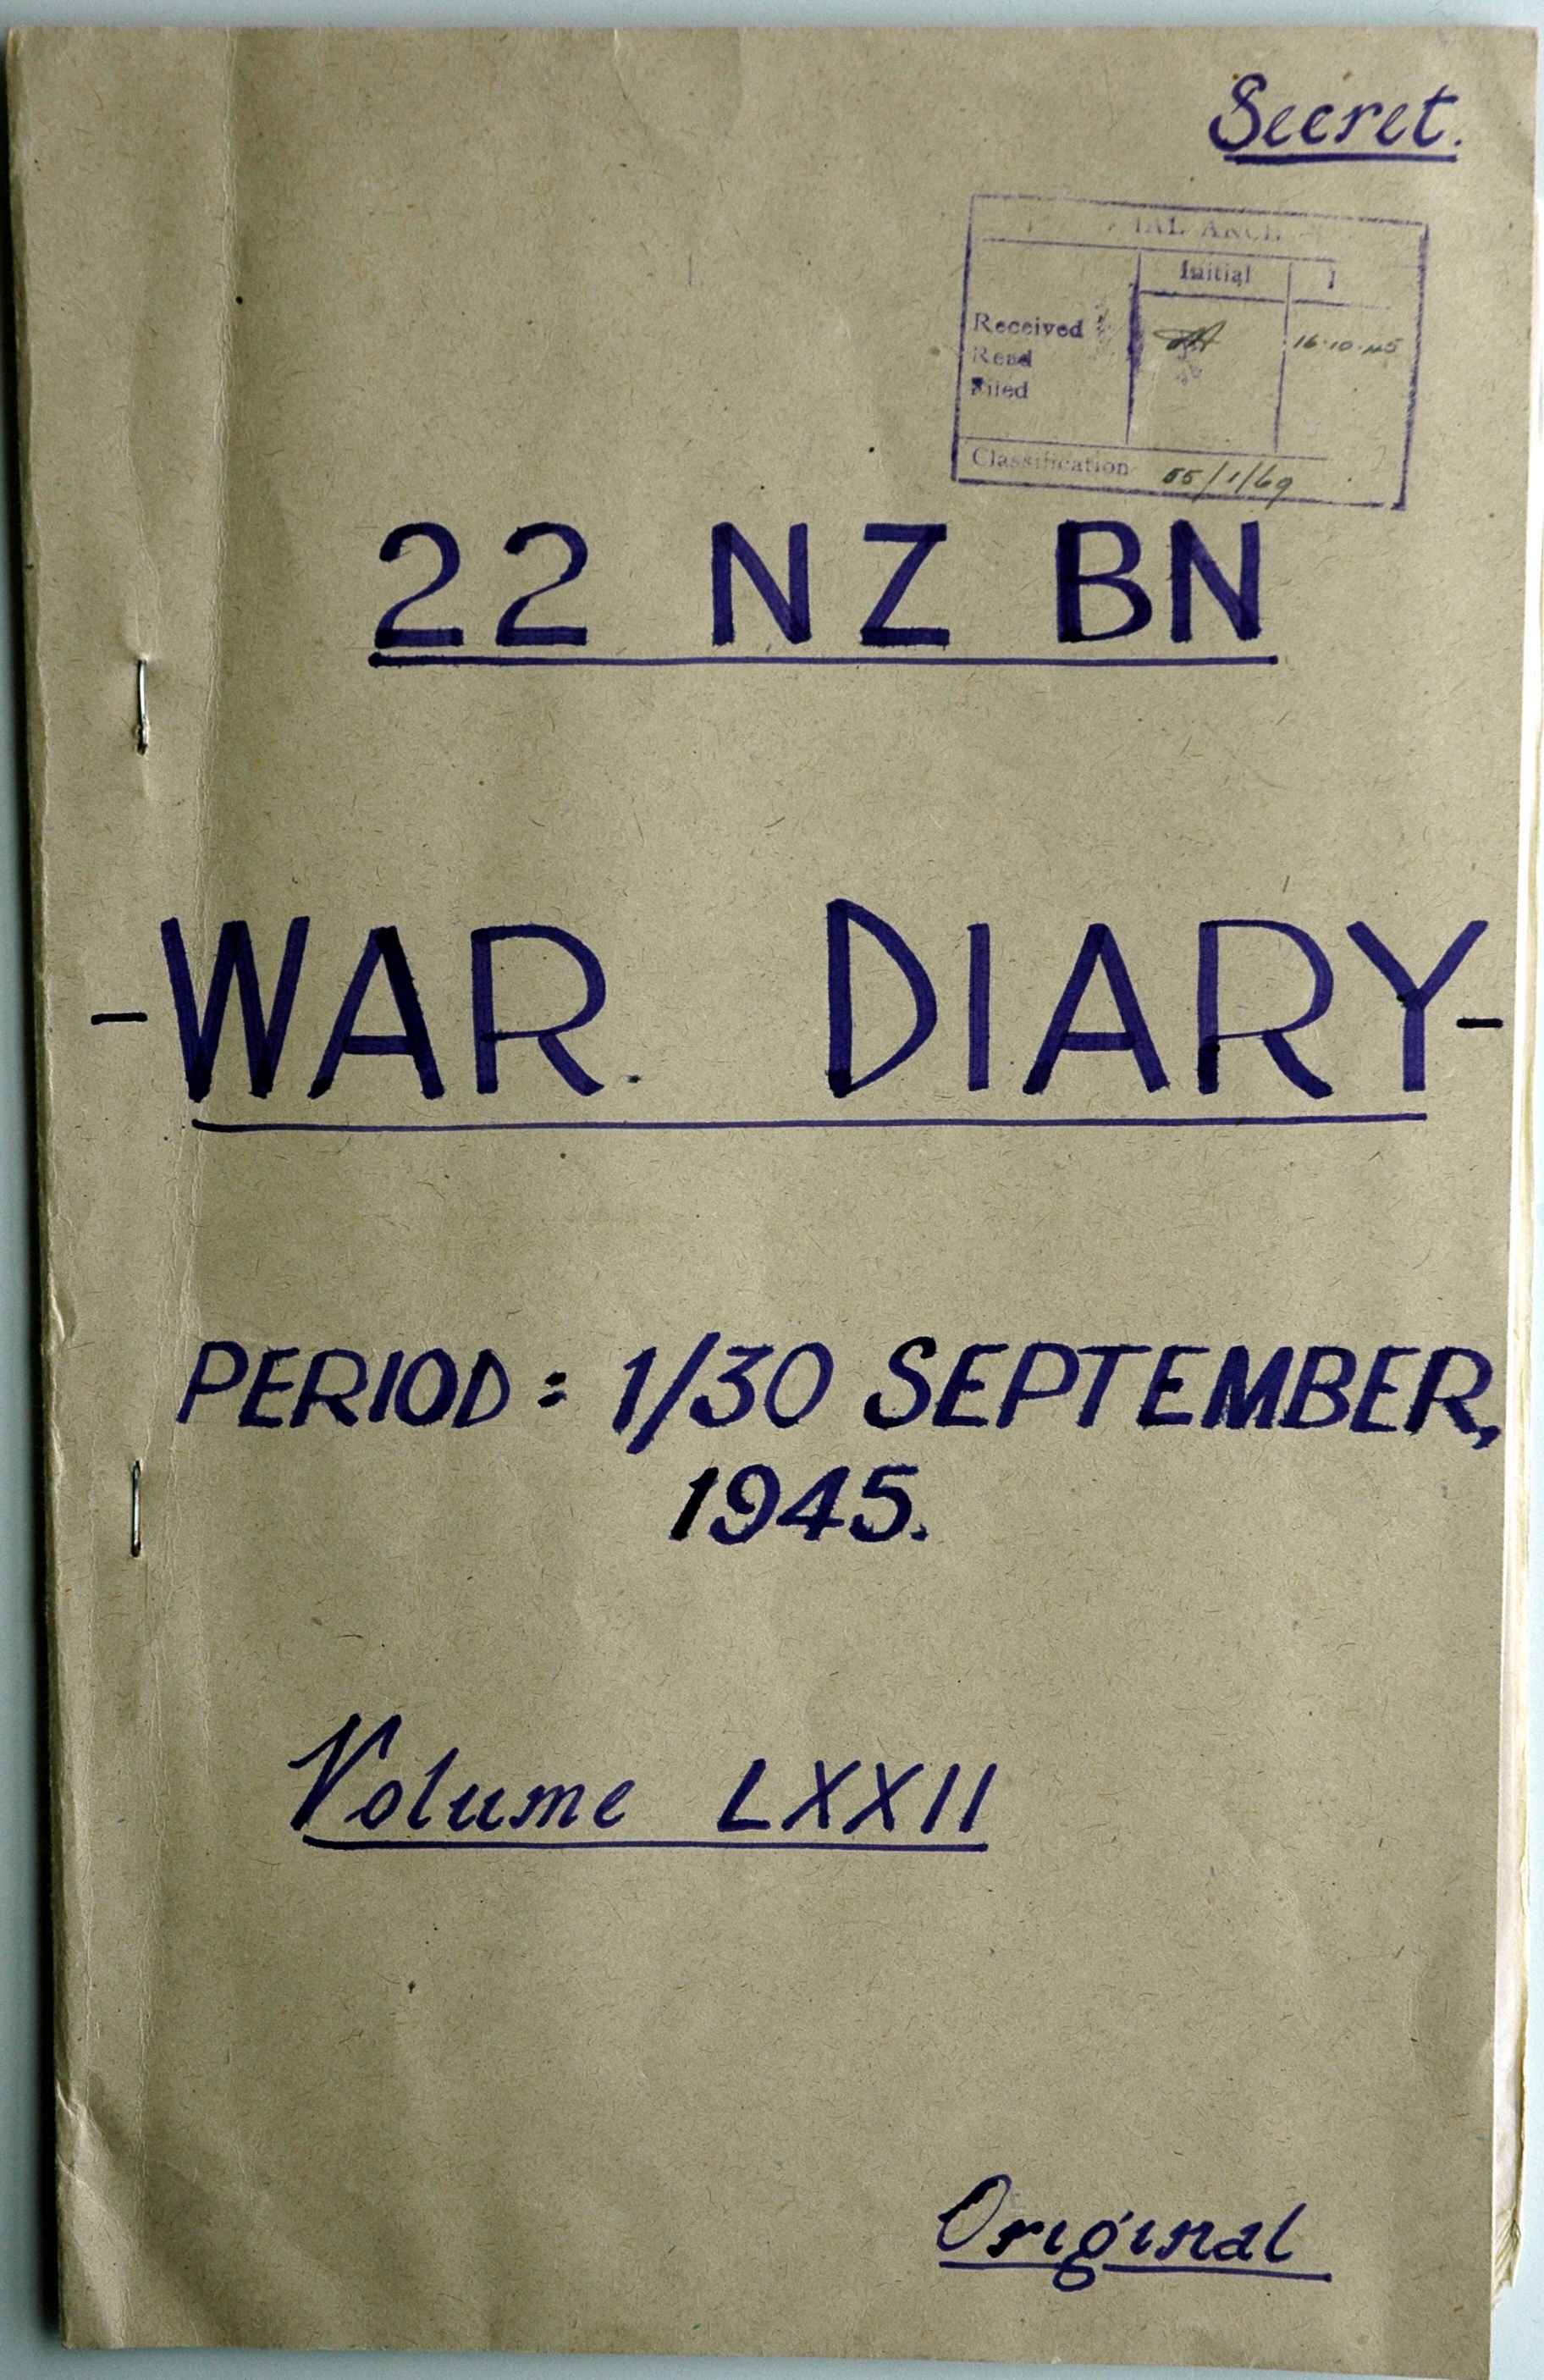 Secret.
Initial
Received
16.10.45
Read
Filed
Classification 55/1/69
22 NZ BN
-WAR DIARY-
PERIOD: 1/30 SEPTEMBER,
1945.
Volume LXXII
Original